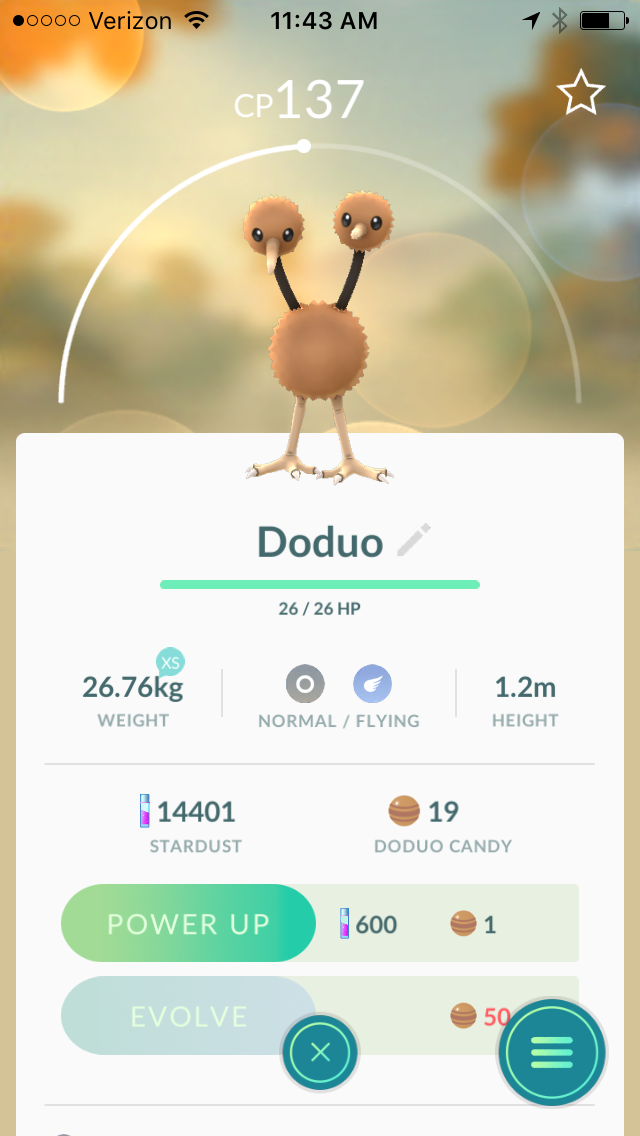 Verizon 11:43 AM
CP137
Doduo
26 / 26 HP
XS
26.76kg 1.2m
WEIGHT NORMAL / FLYING HEIGHT
14401 19
STARDUST DODUO CANDY
POWER UP 600 1
EVOLVE 50